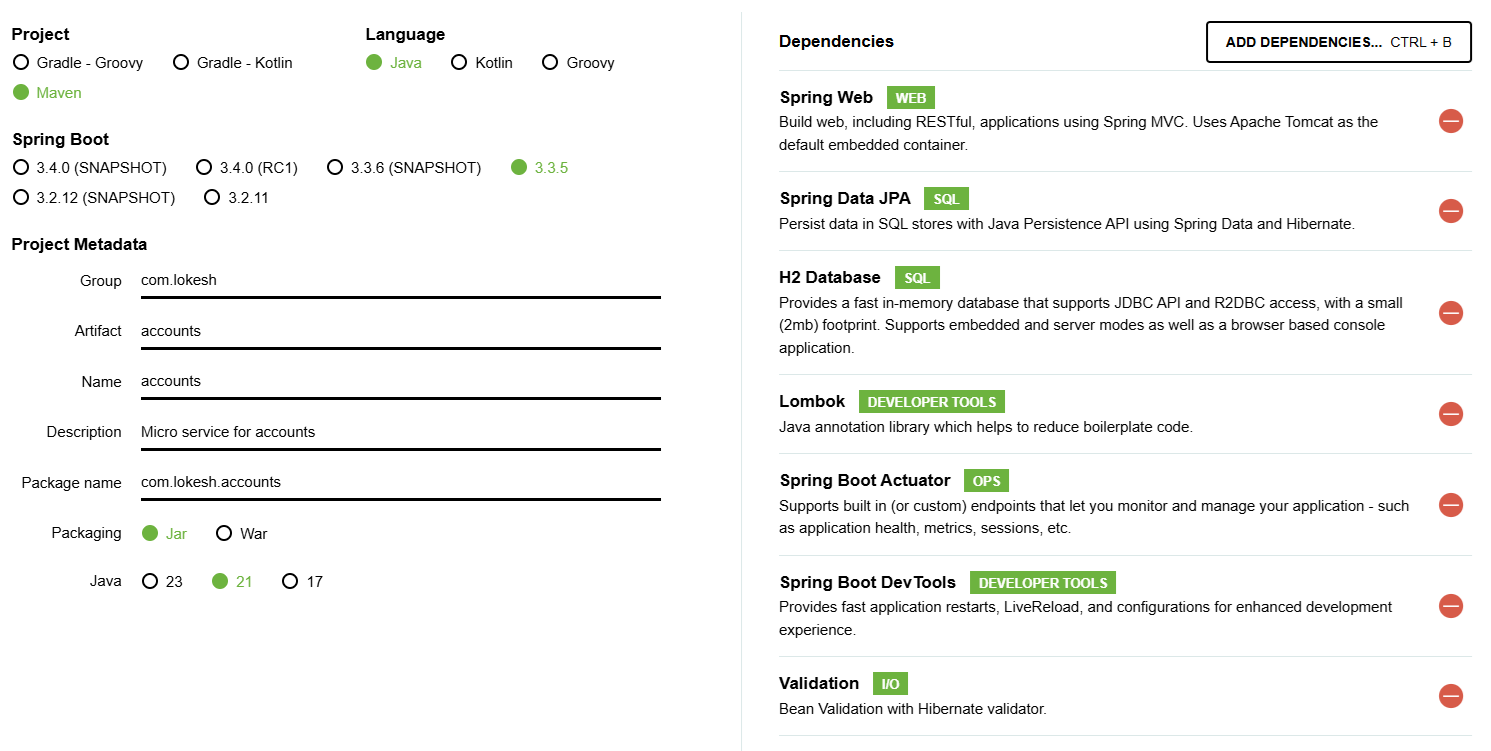 Project
Gradle - Groovy Gradle - Kotlin
Maven
Language
Java Kotlin Groovy
Spring Boot
3.4.0 (SNAPSHOT) 3.4.0 (RC1) 3.3.6 (SNAPSHOT) 3.3.5
3.2.12 (SNAPSHOT) 3.2.11
Project Metadata
Group com.lokesh
Artifact accounts
Name accounts
Description Micro service for accounts
Package name com.lokesh.accounts
Packaging Jar War
Java 23 21 17
Dependencies
ADD DEPENDENCIES... CTRL + B
Spring Web WEB
Build web, including RESTful, applications using Spring MVC. Uses Apache Tomcat as the
default embedded container.
Spring Data JPA SQL
Persist data in SQL stores with Java Persistence API using Spring Data and Hibernate.
H2 Database SQL
Provides a fast in-memory database that supports JDBC API and R2DBC access, with a small
(2mb) footprint. Supports embedded and server modes as well as a browser based console
application.
Lombok DEVELOPER TOOLS
Java annotation library which helps to reduce boilerplate code.
Spring Boot Actuator OPS
Supports built in (or custom) endpoints that let you monitor and manage your application - such
as application health, metrics, sessions, etc.
Spring Boot DevTools DEVELOPER TOOLS
Provides fast application restarts, LiveReload, and configurations for enhanced development
experience.
Validation I/O
Bean Validation with Hibernate validator.